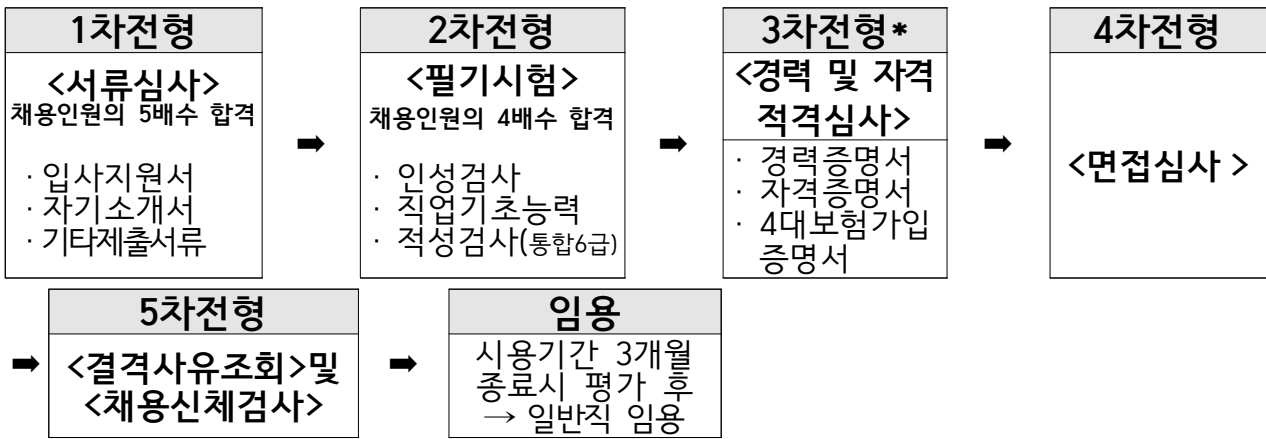 1차전형
<서류심사>
채용인원의 5배수 합격
· 입사지원서
· 자기소개서
· 기타제출서류
➡
2차전형
<필기시험>
채용인원의 4배수 합격
· 인성검사
· 직업기초능력
· 적성검사(통합6급)
➡
3차전형*
<경력 및 자격
적격심사>
· 경력증명서
· 자격증명서
· 4대보험가입
증명서
➡
4차전형
<면접심사 >
➡
5차전형
<결격사유조회>및
<채용신체검사>
➡
임용
시용기간 3개월
종료시 평가 후
→ 일반직 임용